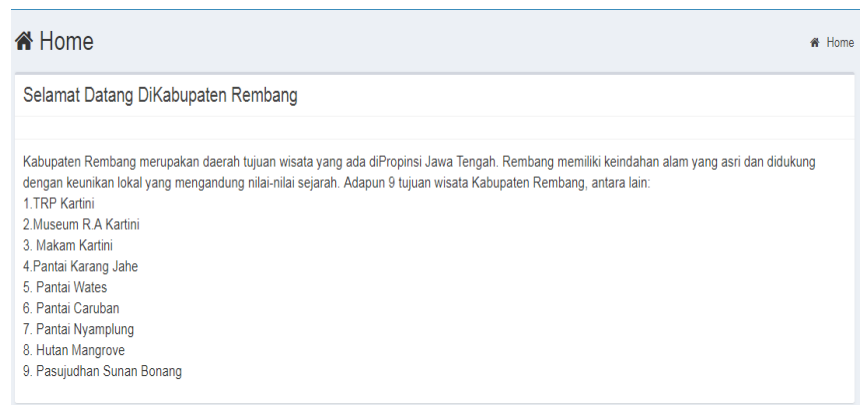 Home
Home
Selamat Datang DiKabupaten Rembang
Kabupaten Rembang merupakan daerah tujuan wisata yang ada diPropinsi Jawa Tengah. Rembang memiliki keindahan alam yang asri dan didukung
dengan keunikan lokal yang mengandung nilai-nilai sejarah. Adapun 9 tujuan wisata Kabupaten Rembang, antara lain:
1.TRP Kartini
2.Museum R.A Kartini
3. Makam Kartini
4.Pantai Karang Jahe
5. Pantai Wates
6. Pantai Caruban
7. Pantai Nyamplung
8. Hutan Mangrove
9. Pasujudhan Sunan Bonang